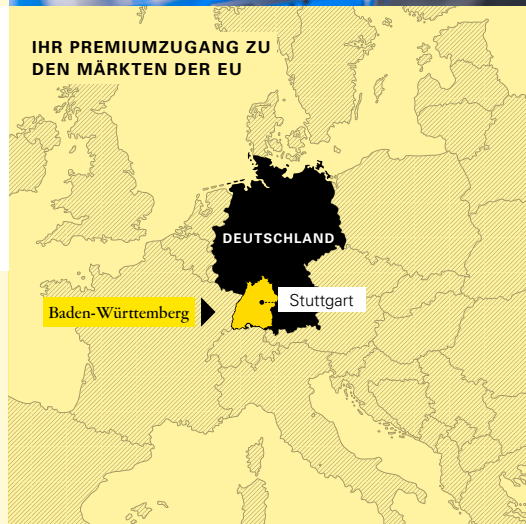 IHR PREMIUMZUGANG ZU
DEN MÄRKTEN DER EU
DEUTSCHLAND
Stuttgart
Baden-Württemberg